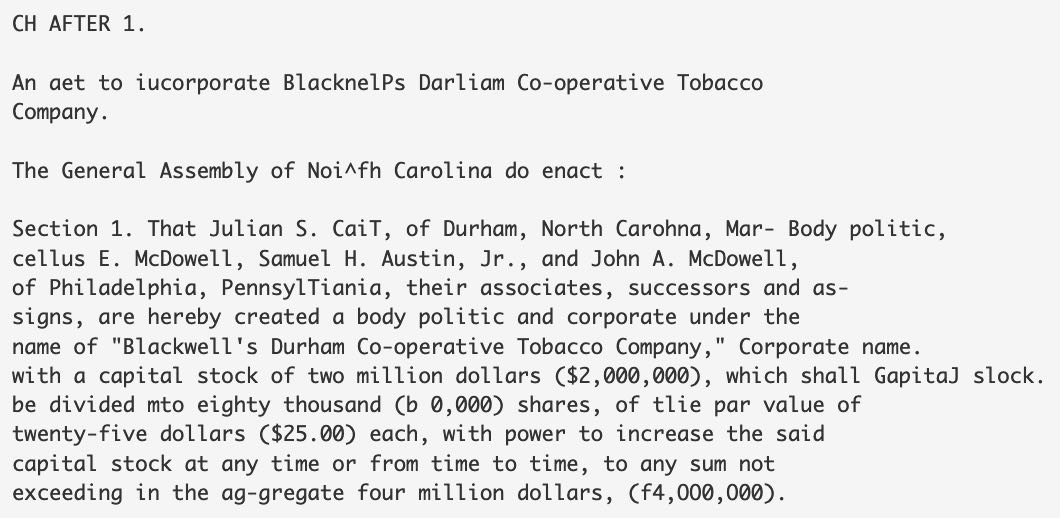 CH AFTER 1.
An aet to iucorporate BlacknelPs Darliam Co-operative Tobacco
Company.
The General Assembly of Noi^fh Carolina do enact :
Section 1. That Julian S. CaiT, of Durham, North Carohna, Mar- Body politic,
cellus E. McDowell, Samuel H. Austin, Jr., and John A. McDowell,
of Philadelphia, PennsylTiania, their associates, successors and as-
signs, are hereby created a body politic and corporate under the
name of "Blackwell's Durham Co-operative Tobacco Company," Corporate name.
with a capital stock of two million dollars ($2,000,000), which shall GapitaJ slock.
be divided mto eighty thousand (b 0,000) shares, of tlie par value of
twenty-five dollars ($25.00) each, with power to increase the said
capital stock at any time or from time to time, to any sum not
exceeding in the ag-gregate four million dollars, (f4,OOO,O00).